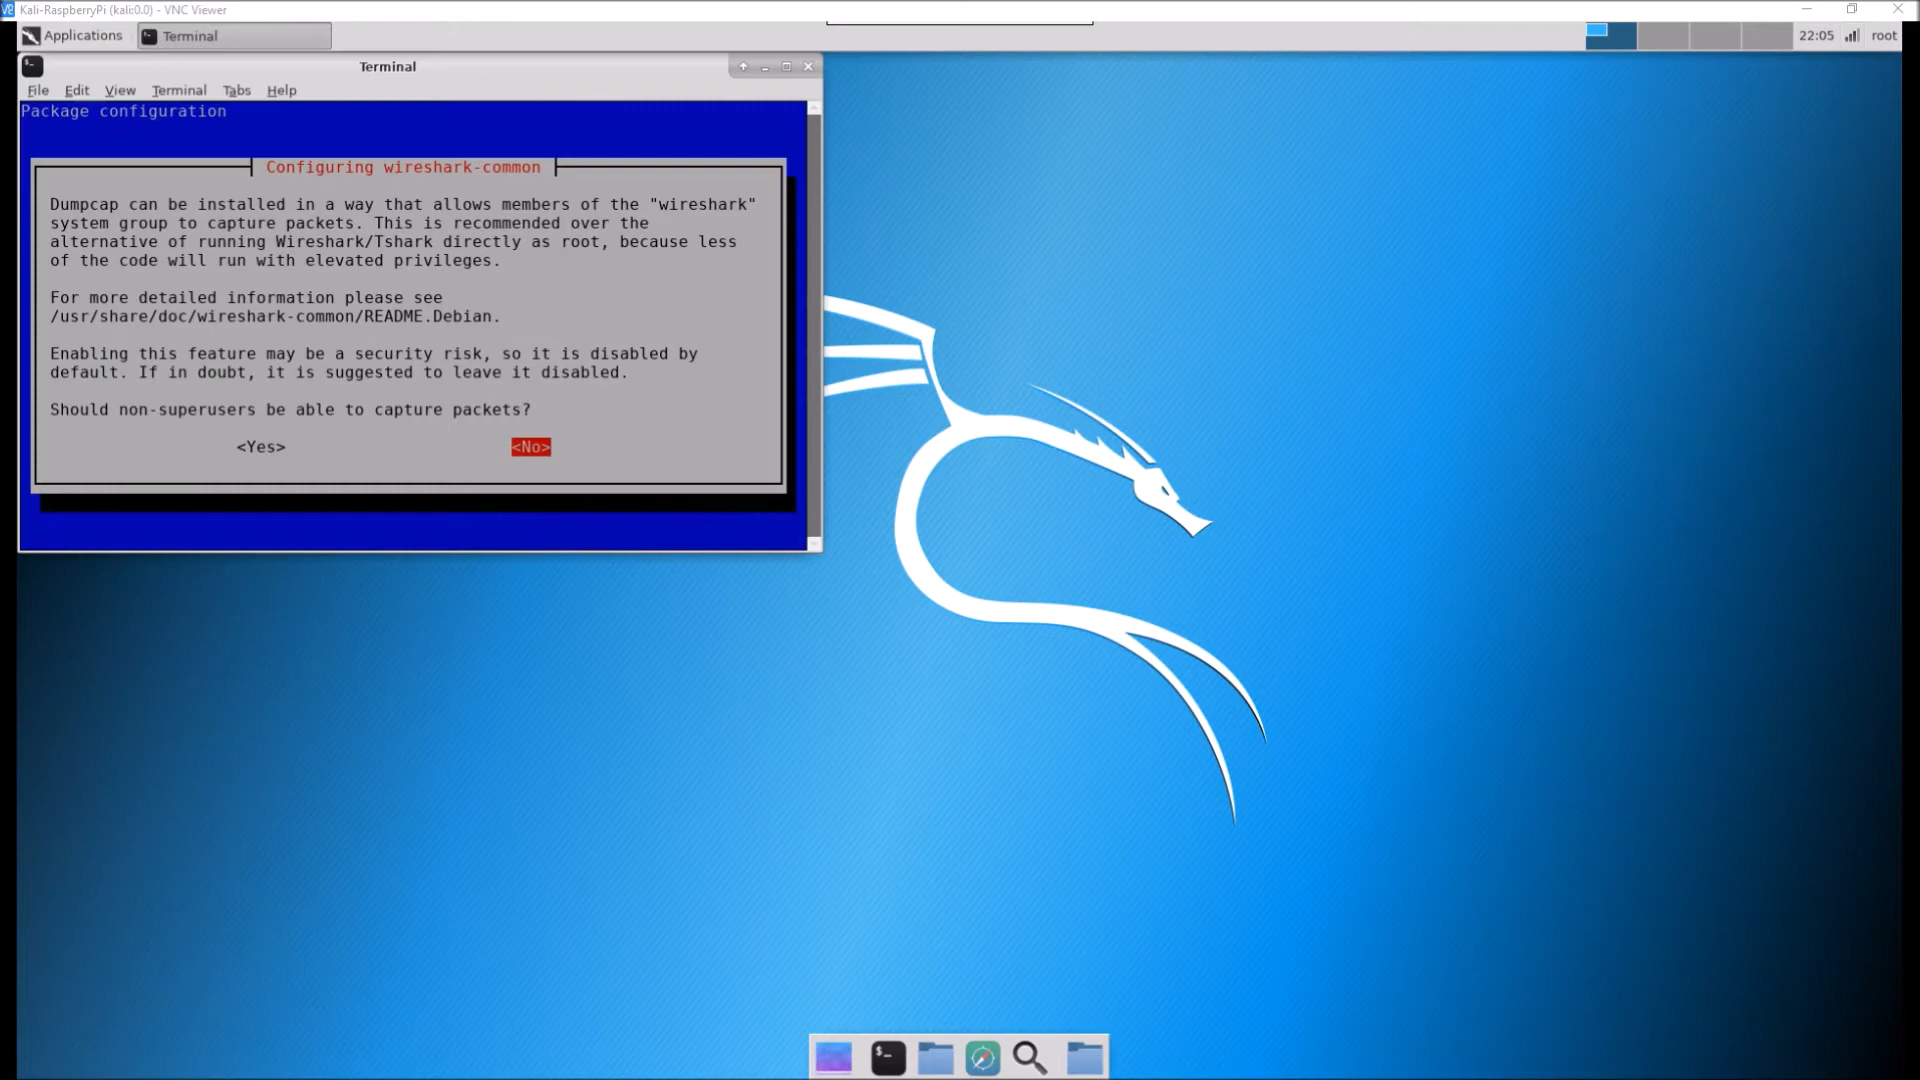 Kali-RaspberryPi (kali:0.0) - VNC Viewer
Applications
Terminal
22:05
root
Terminal
File Edit View Terminal Tabs Help
Package configuration
Configuring wireshark-common
Dumpcap can be installed in a way that allows members of the "wireshark"
system group to capture packets. This is recommended over the
alternative of running Wireshark/Tshark directly as root, because less
of the code will run with elevated privileges.
For more detailed information please see
/usr/share/doc/wireshark-common/README.Debian.
Enabling this feature may be a security risk, so it is disabled by
default. If in doubt, it is suggested to leave it disabled.
Should non-superusers be able to capture packets?
<Yes> <No>